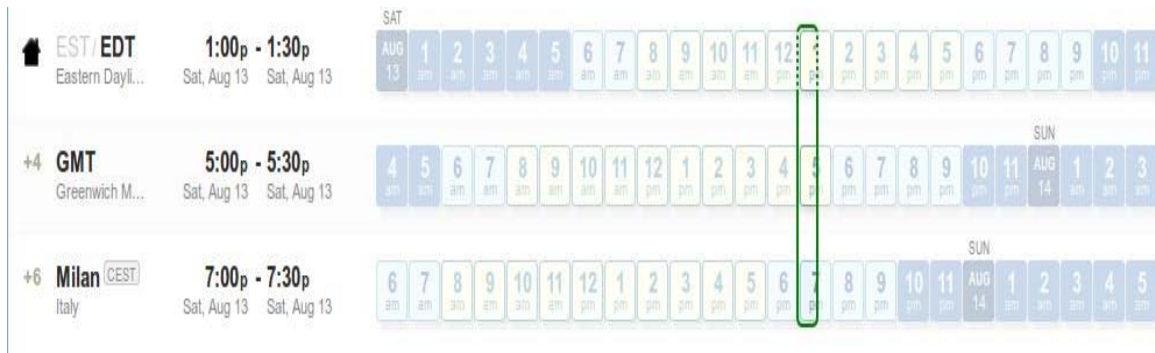 SAT
EST/EDT 1:00p - 1:30p AUG 1 2 3 4 5 6 7 8 9 10 11 12 1 2 3 4 5 6 7 8 9 10 11
Eastern Dayli... Sat, Aug 13 Sat, Aug 13 13 am am am am am am am am am am am pm pm pm pm pm pm pm pm pm pm pm pm
SUN
+4 GMT 5:00p - 5:30p 4 5 6 7 8 9 10 11 12 1 2 3 4 5 6 7 8 9 10 11 AUG 1 2 3
Greenwich M... Sat, Aug 13 Sat, Aug 13 am am am am am am am am pm pm pm pm pm pm pm pm pm pm pm pm 14 am am am
SUN
+6 Milan CEST 7:00p - 7:30p 6 7 8 9 10 11 12 1 2 3 4 5 6 7 8 9 10 11 AUG 1 2 3 4 5
Italy Sat, Aug 13 Sat, Aug 13 am am am am am am pm pm pm pm pm pm pm pm pm pm pm pm 14 am am am am am